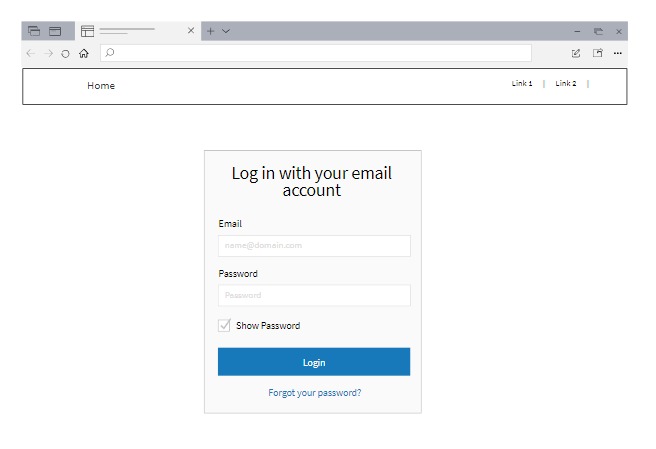 Home
Link 1 | Link 2 |
Log in with your email
account
Email
name@domain.com
Password
Password
Show Password
Login
Forgot your password?